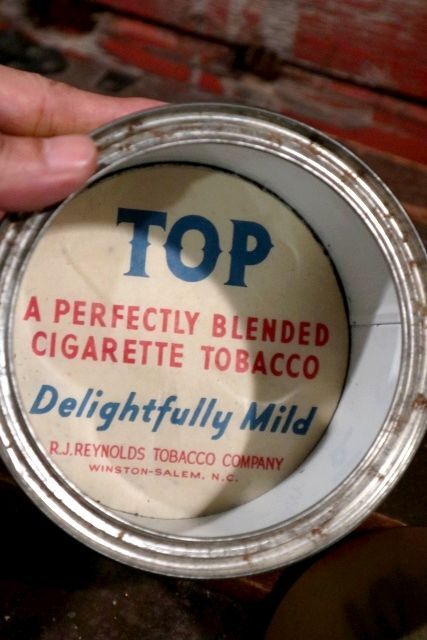 TOP
A PERFECTLY BLENDED
CIGARETTE TOBACCO
Delightfully Mild
R.J.REYNOLDS TOBACCO COMPANY
WINSTON-SALEM, N.C.